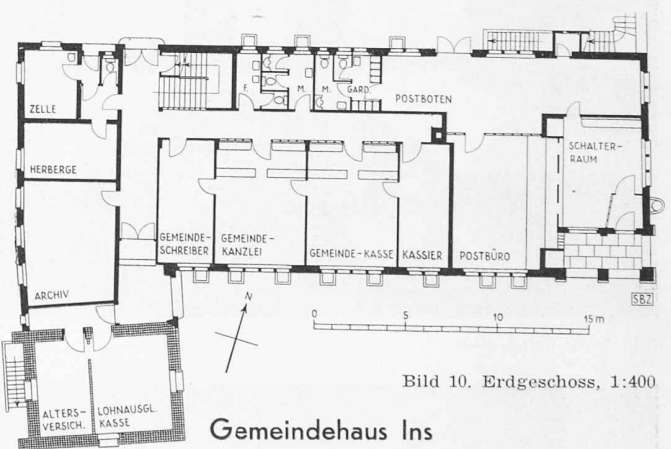 F.
M.
M.
GARD.
POSTBOTEN
ZELLE
HERBERGE
SCHALTER-
RAUM
GEMEINDE-
SCHREIBER
GEMEINDE-
KANZLEI
GEMEINDE-KASSE
KASSIER
POSTBÜRO
ARCHIV
N
SBZ
0 5 10 15 m
ALTERS-
VERSICH.
LOHNAUSGL.
KASSE
Bild 10. Erdgeschoss, 1:400
Gemeindehaus Ins